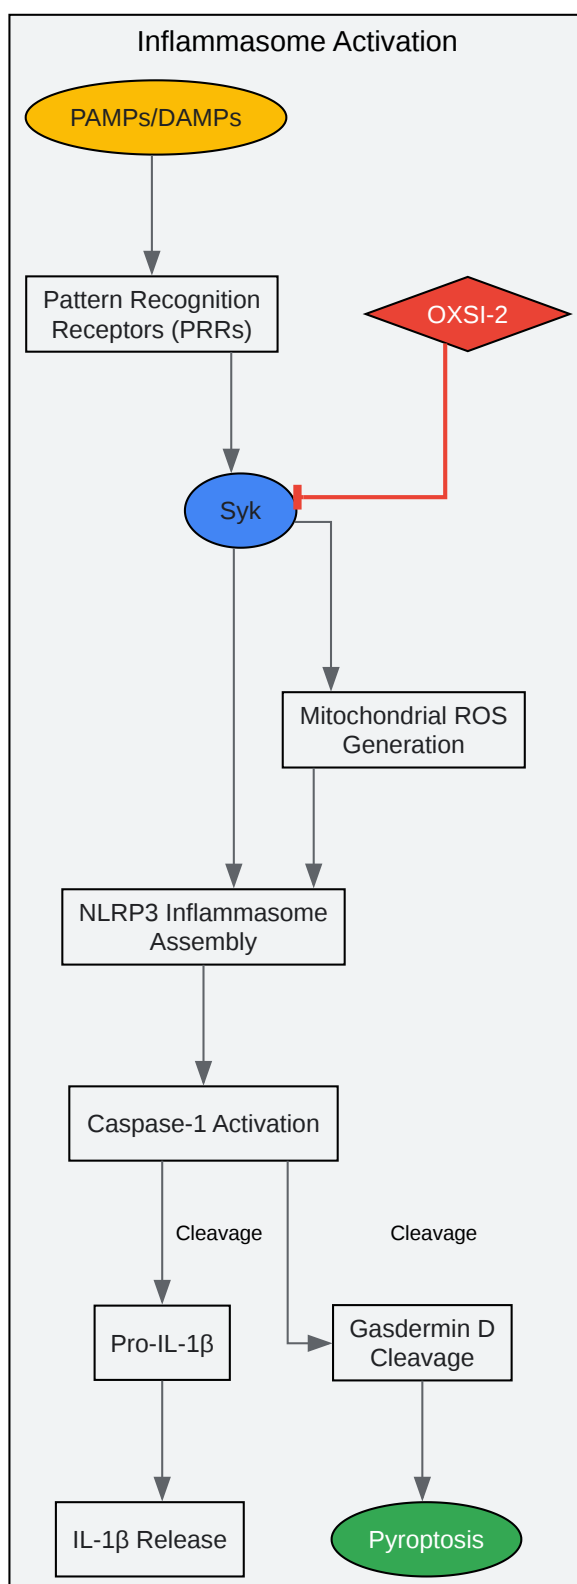 Inflammasome Activation
PAMPs/DAMPs
Pattern Recognition
Receptors (PRRs)
OXSI-2
Syk
Mitochondrial ROS
Generation
NLRP3 Inflammasome
Assembly
Caspase-1 Activation
Cleavage
Cleavage
Pro-IL-1β
Gasdermin D
Cleavage
IL-1β Release
Pyroptosis